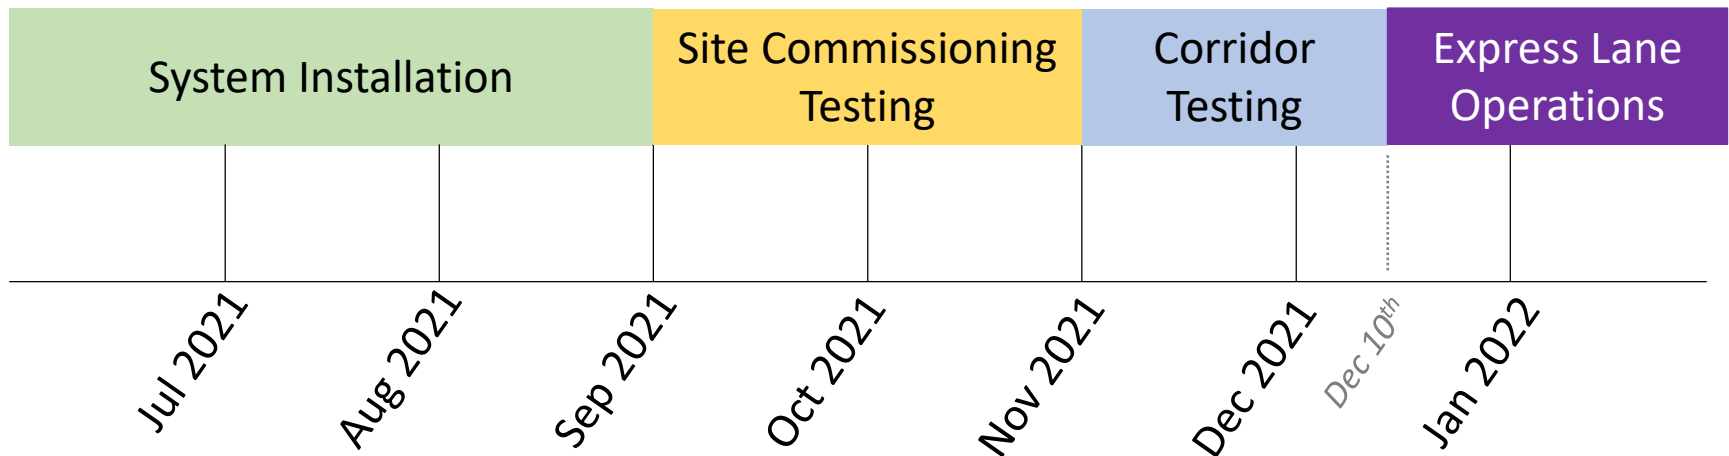 System Installation
Site Commissioning
Testing
Corridor
Testing
Express Lane
Operations
Jul 2021
Aug 2021
Sep 2021
Oct 2021
Nov 2021
Dec 2021
Dec 10th
Jan 2022